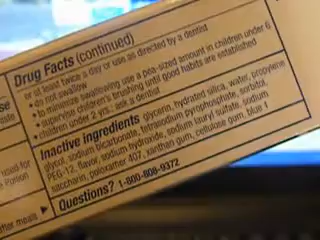 Drug Facts (continued)
or at least twice a day or use as directed by a dentist
• do not swallow
• to minimize swallowing use a pea-sized amount in children under 6
• supervise children's brushing until good habits are established
• children under 2 yrs.: ask a dentist
Inactive ingredients glycerin, hydrated silica, water, propylene
glycol, sodium bicarbonate, tetrasodium pyrophosphate, sorbitol,
PEG-12, flavor, sodium hydroxide, sodium lauryl sulfate, sodium
saccharin, poloxamer 407, xanthan gum, cellulose gum, blue 1
Questions? 1-800-808-9372
after meals